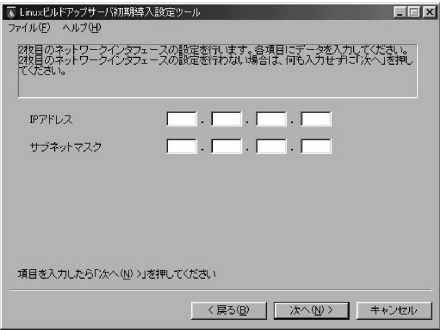 Linuxビルドアップサーバ初期導入設定ツール
ファイル(F) ヘルプ(H)
2枚目のネットワークインタフェースの設定を行います。各項目にデータを入力してください。
2枚目のネットワークインタフェースの設定を行わない場合は、何も入力せずに「次へ」を押し
てください。
IPアドレス . . .
サブネットマスク . . .
項目を入力したら「次へ(N) >」を押してください
< 戻る(B) 次へ(N) > キャンセル